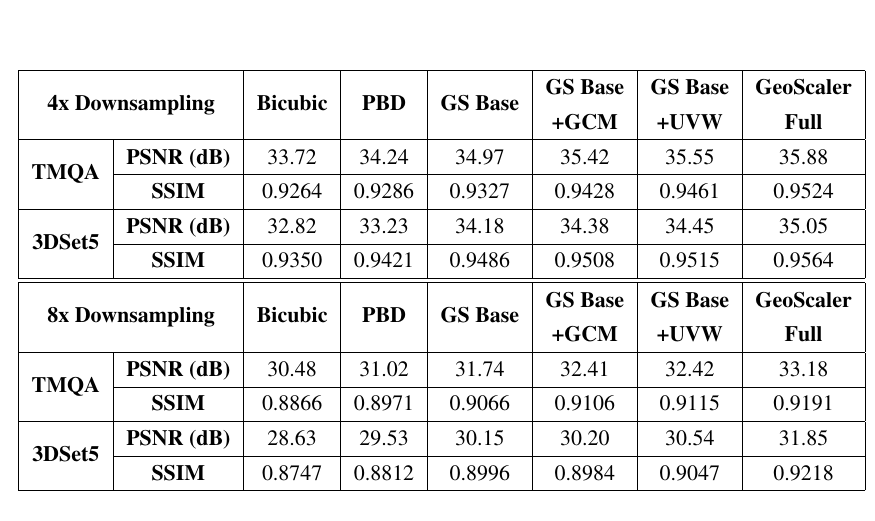 4x Downsampling Bicubic PBD GS Base GS Base +GCM GS Base +UVW GeoScaler Full
TMQA PSNR (dB) 33.72 34.24 34.97 35.42 35.55 35.88
SSIM 0.9264 0.9286 0.9327 0.9428 0.9461 0.9524
3DSet5 PSNR (dB) 32.82 33.23 34.18 34.38 34.45 35.05
SSIM 0.9350 0.9421 0.9486 0.9508 0.9515 0.9564
8x Downsampling Bicubic PBD GS Base GS Base +GCM GS Base +UVW GeoScaler Full
TMQA PSNR (dB) 30.48 31.02 31.74 32.41 32.42 33.18
SSIM 0.8866 0.8971 0.9066 0.9106 0.9115 0.9191
3DSet5 PSNR (dB) 28.63 29.53 30.15 30.20 30.54 31.85
SSIM 0.8747 0.8812 0.8996 0.8984 0.9047 0.9218